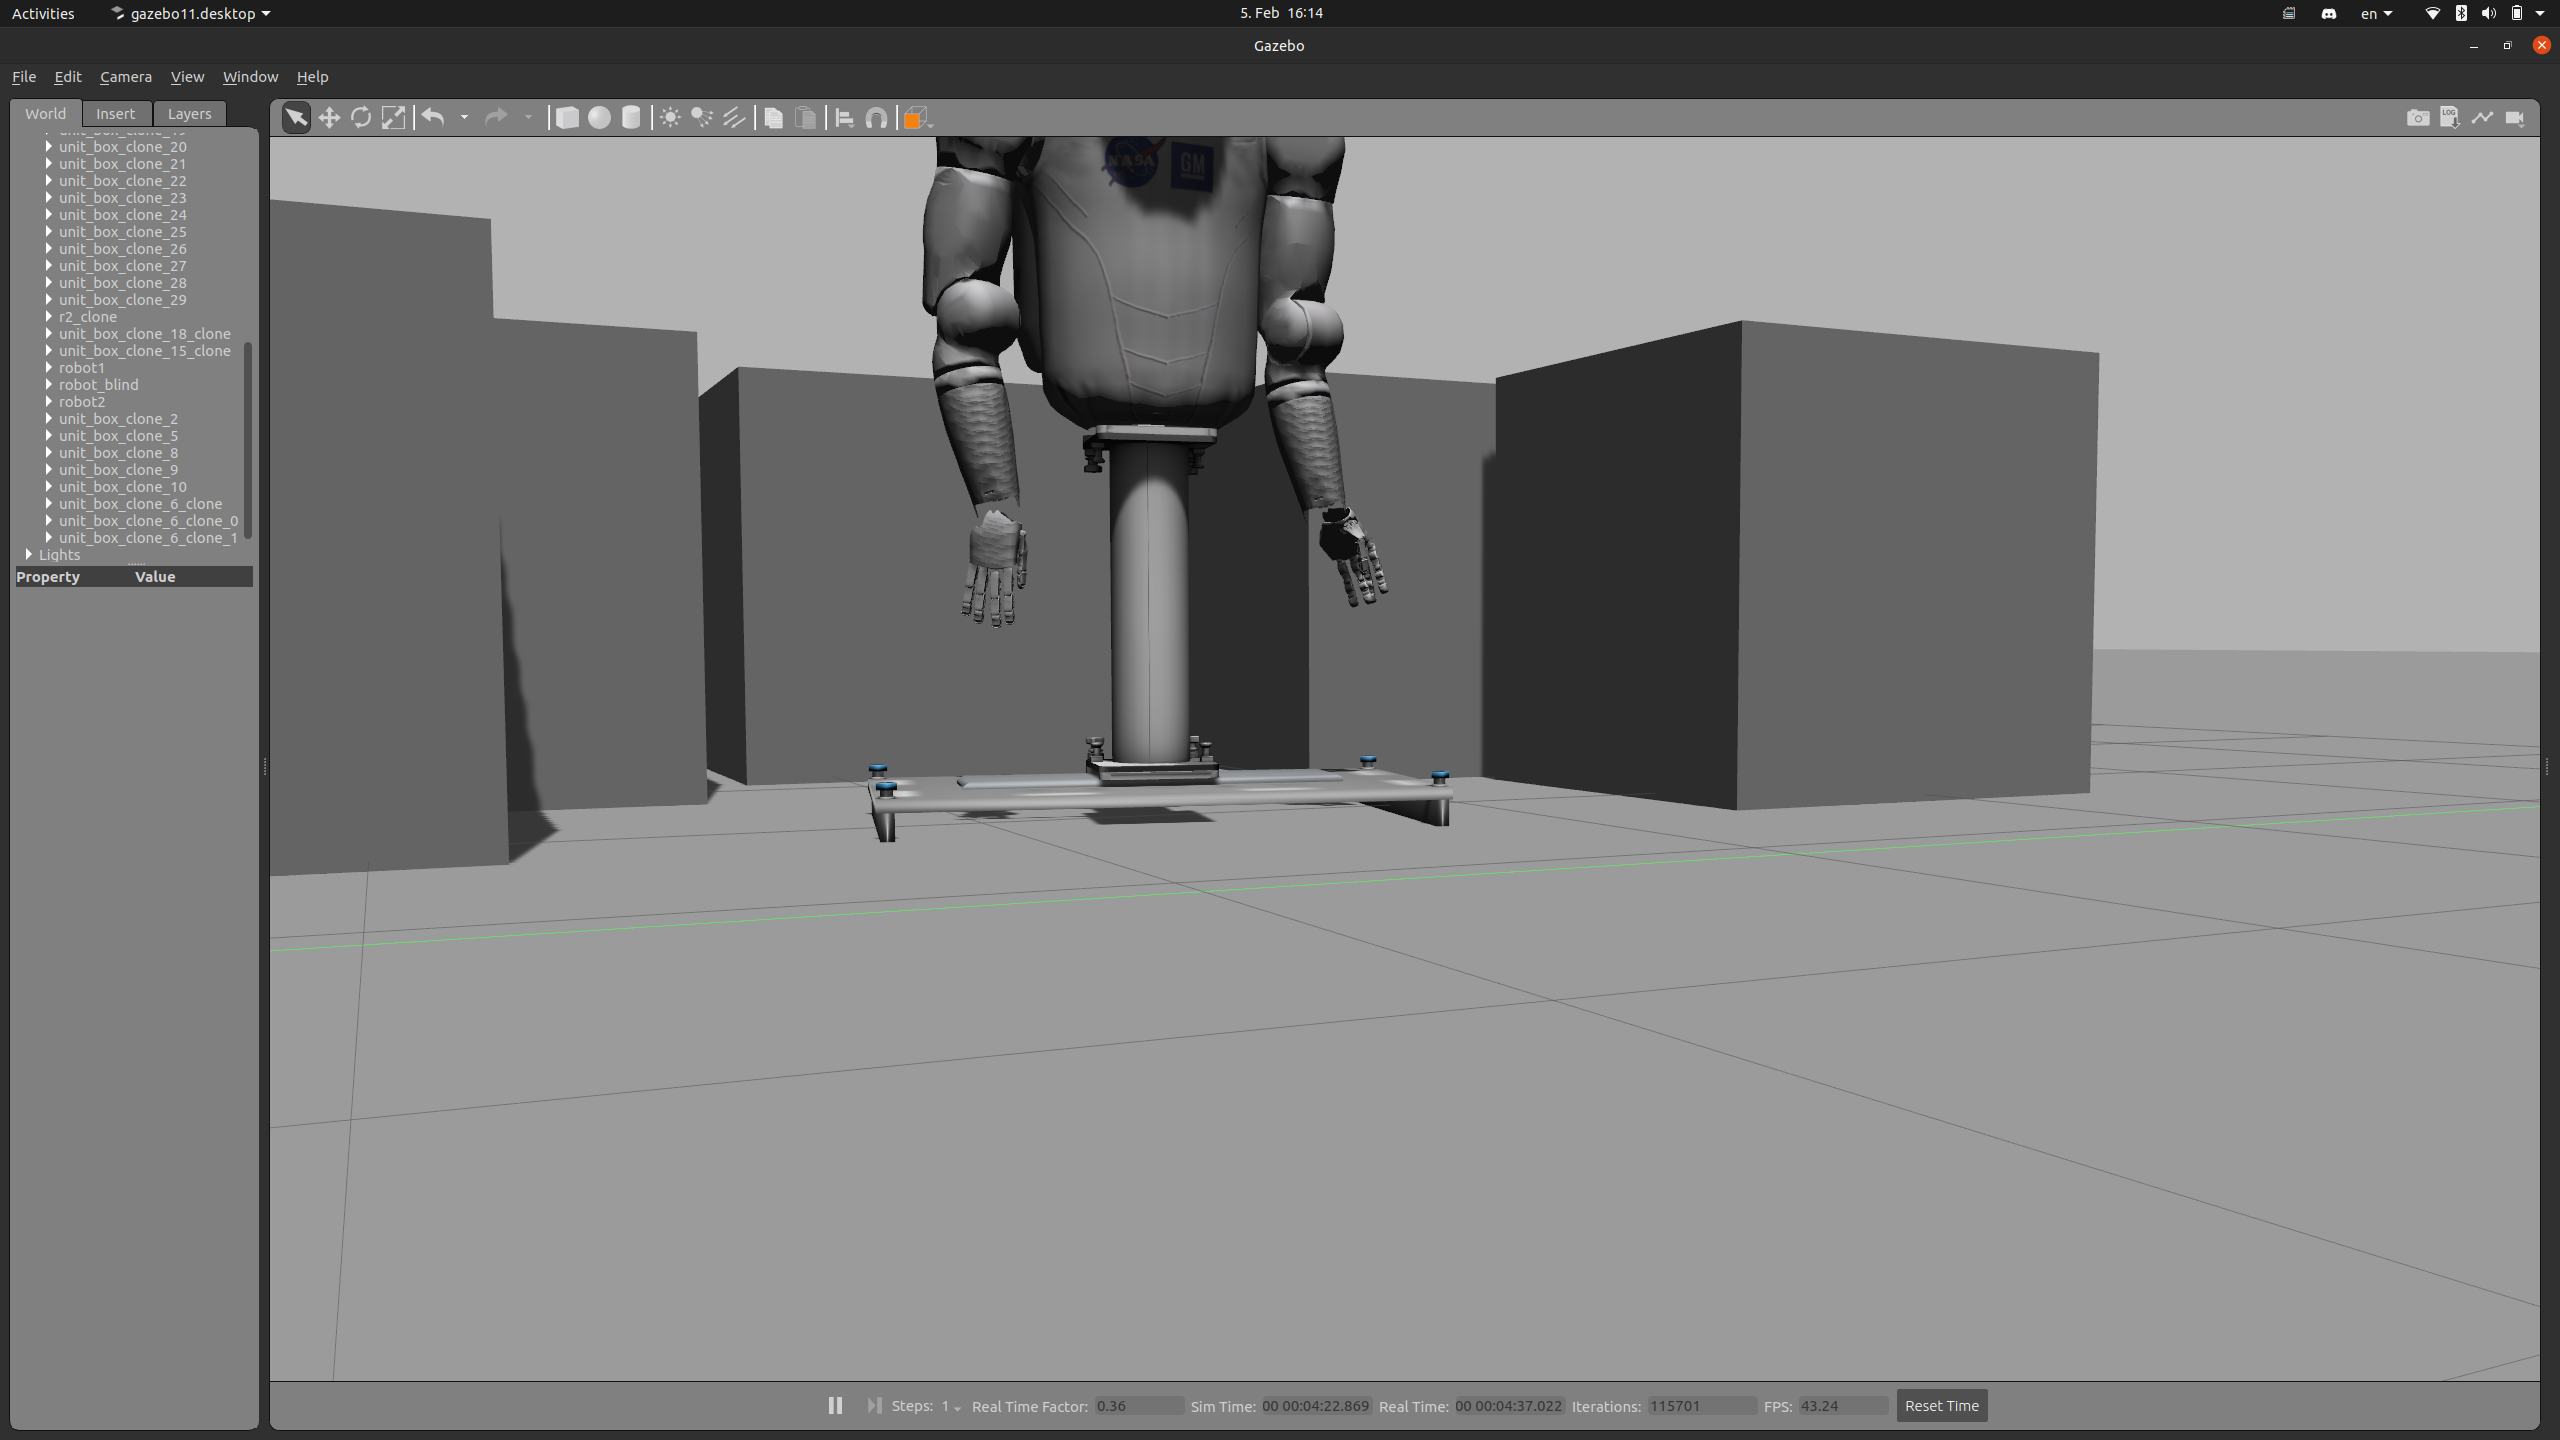 Activities gazebo11.desktop 5. Feb 16:14 en
Gazebo
File Edit Camera View Window Help
World Insert Layers
unit_box_clone_20
unit_box_clone_21
unit_box_clone_22
unit_box_clone_23
unit_box_clone_24
unit_box_clone_25
unit_box_clone_26
unit_box_clone_27
unit_box_clone_28
unit_box_clone_29
r2_clone
unit_box_clone_18_clone
unit_box_clone_15_clone
robot1
robot_blind
robot2
unit_box_clone_2
unit_box_clone_5
unit_box_clone_8
unit_box_clone_9
unit_box_clone_10
unit_box_clone_6_clone
unit_box_clone_6_clone_0
unit_box_clone_6_clone_1
Lights
Property Value
LOG
NASA GM
Steps: 1 Real Time Factor: 0.36 Sim Time: 00 00:04:22.869 Real Time: 00 00:04:37.022 Iterations: 115701 FPS: 43.24 Reset Time